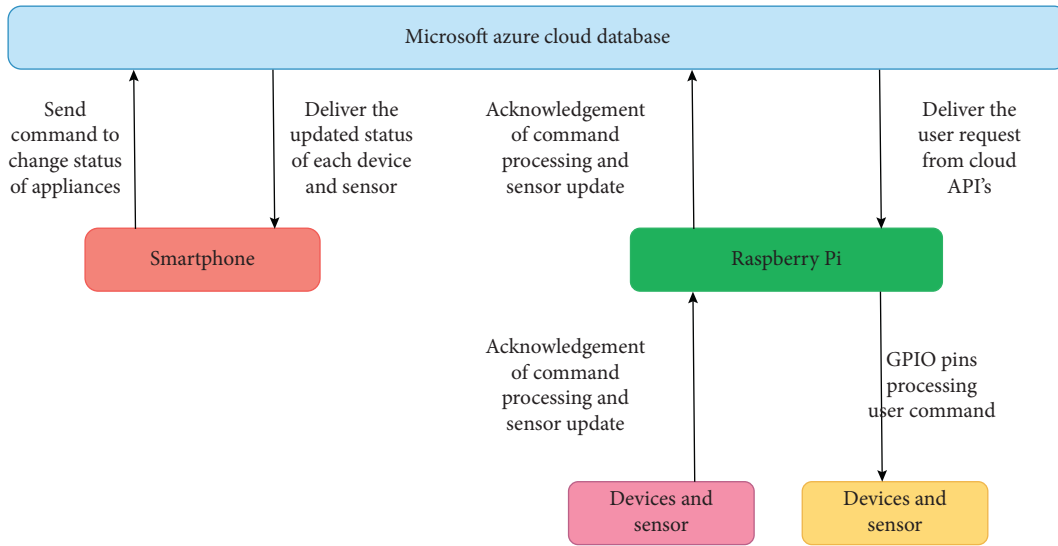 Microsoft azure cloud database
Send
command to
change status
of appliances
Deliver the
updated status
of each device
and sensor
Acknowledgement
of command
processing and
sensor update
Deliver the
user request
from cloud
API's
Smartphone
Raspberry Pi
Acknowledgement
of command
processing and
sensor update
GPIO pins
processing
user command
Devices and
sensor
Devices and
sensor